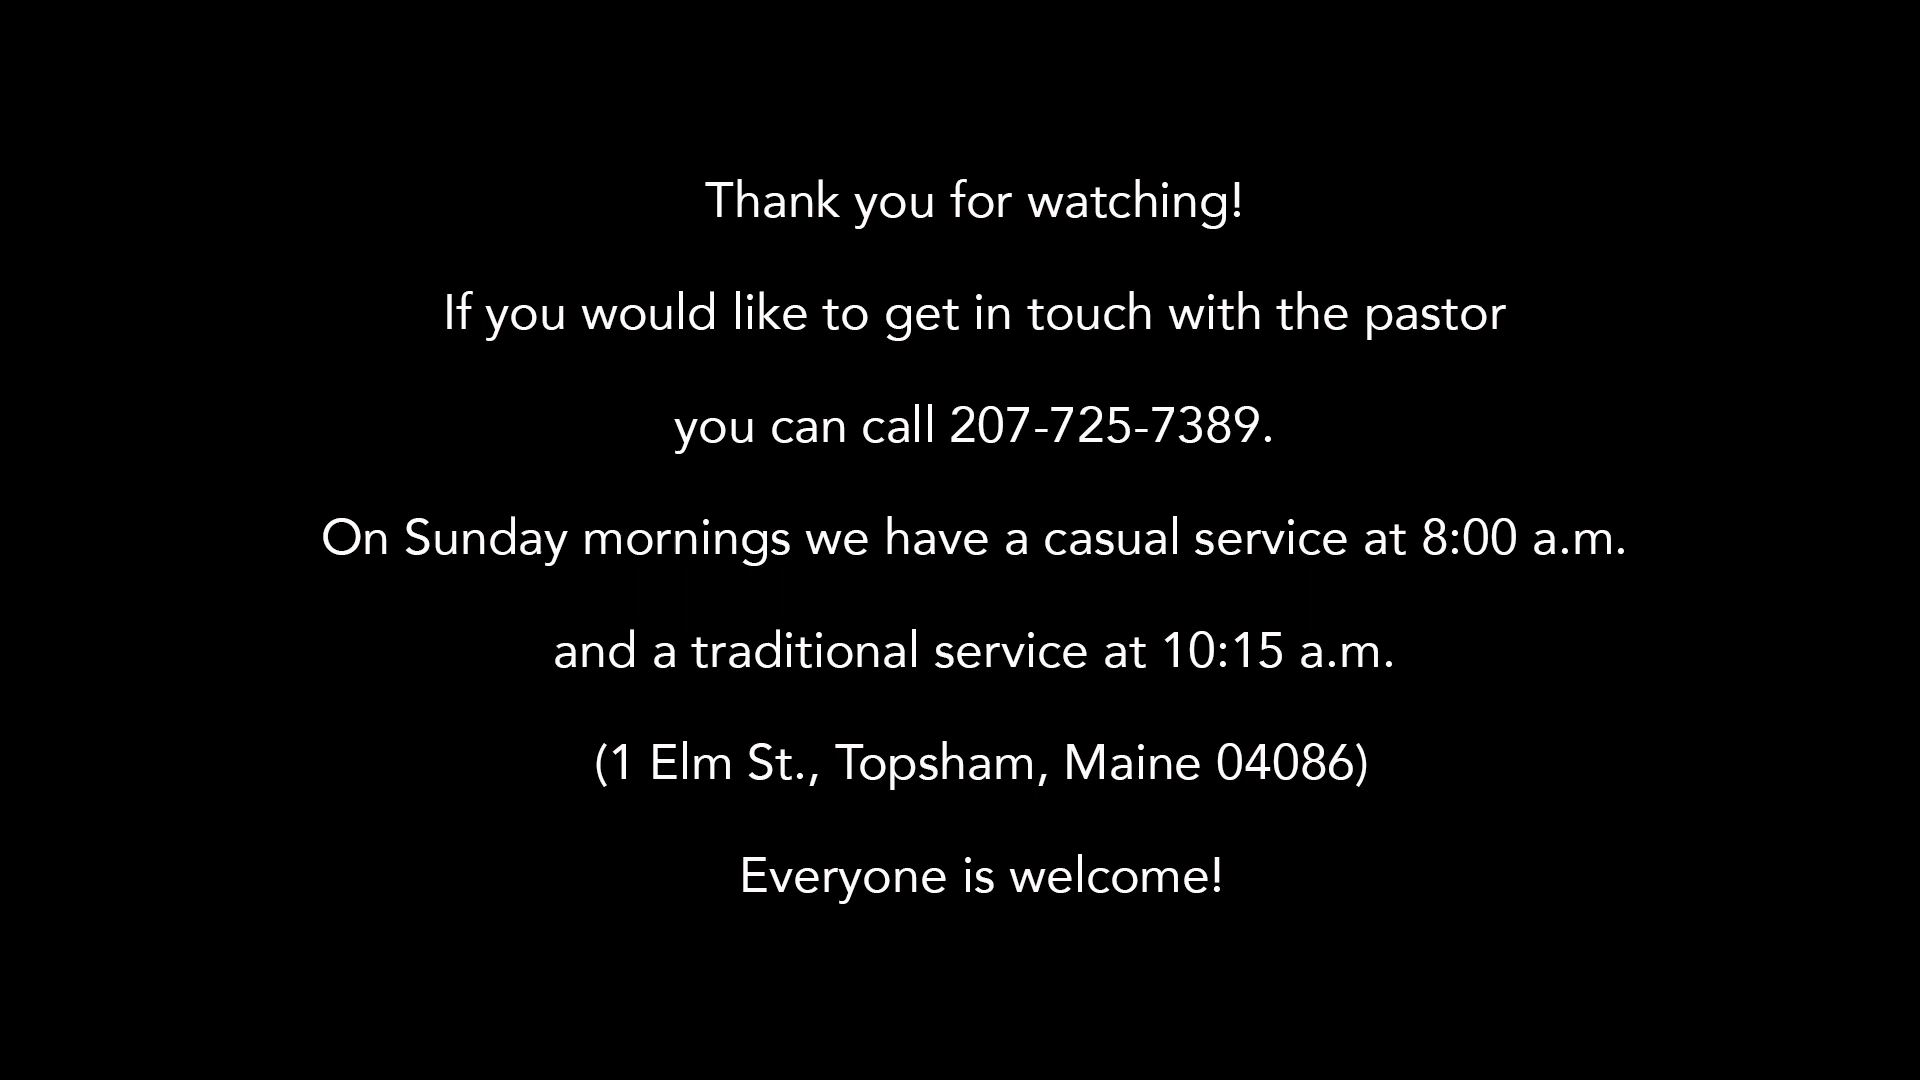 Thank you for watching!
If you would like to get in touch with the pastor
you can call 207-725-7389.
On Sunday mornings we have a casual service at 8:00 a.m.
and a traditional service at 10:15 a.m.
(1 Elm St., Topsham, Maine 04086)
Everyone is welcome!